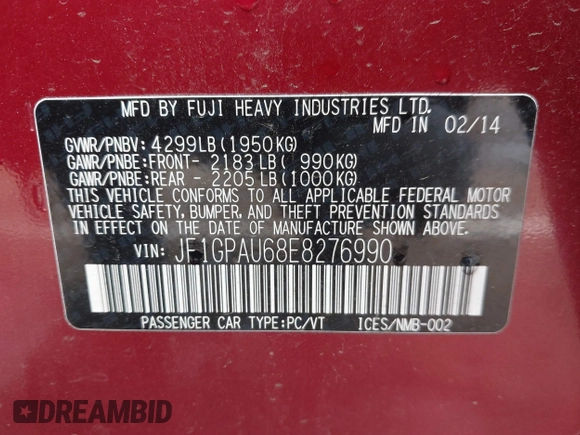 MFD BY FUJI HEAVY INDUSTRIES LTD.
MFD IN 02/14
GVWR/PNBV: 4299LB(1950KG)
GAWR/PNBE:FRONT- 2183LB( 990KG)
GAWR/PNBE:REAR - 2205LB(1000KG)
THIS VEHICLE CONFORMS TO ALL APPLICABLE FEDERAL MOTOR
VEHICLE SAFETY, BUMPER, AND THEFT PREVENTION STANDARDS
IN EFFECT ON THE DATE OF MANUFACTURE SHOWN ABOVE.
VIN: JF1GPAU68E8276990
PASSENGER CAR TYPE:PC/VT ICES/NMB-002
DREAMBID